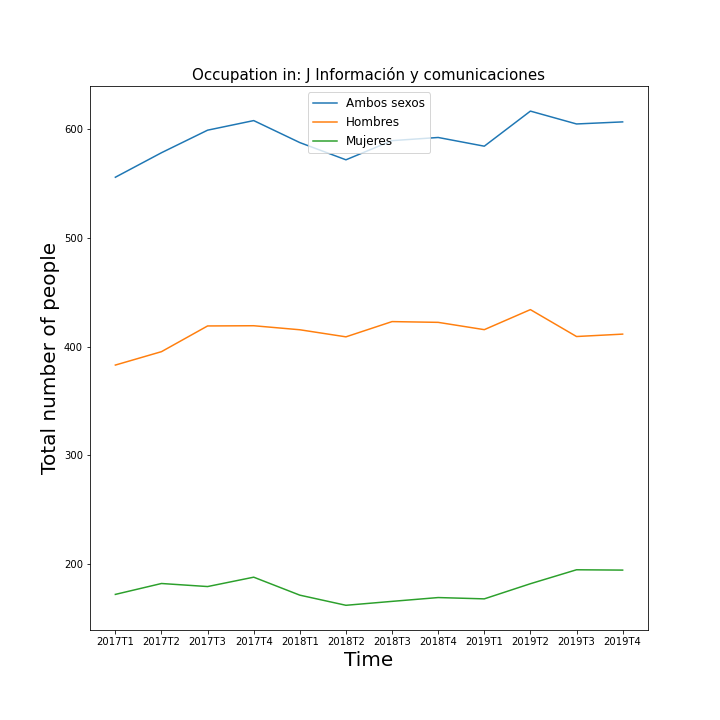 Occupation in: J Información y comunicaciones
Ambos sexos
Hombres
Mujeres
Total number of people
600
500
400
300
200
2017T1 2017T2 2017T3 2017T4 2018T1 2018T2 2018T3 2018T4 2019T1 2019T2 2019T3 2019T4
Time